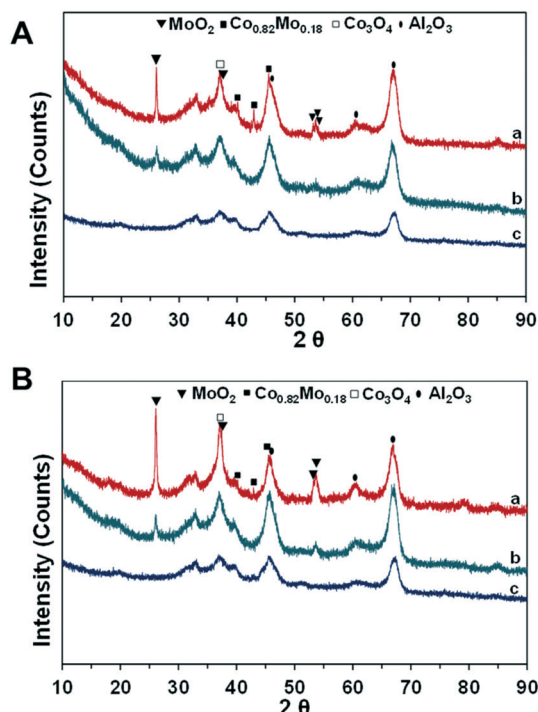 A
▼MoO₂ ■Co₀.₈₂Mo₀.₁₈ □Co₃O₄ ●Al₂O₃
Intensity (Counts)
a
b
c
10 20 30 40 50 60 70 80 90
2 θ
B
▼MoO₂ ■Co₀.₈₂Mo₀.₁₈ □Co₃O₄ ●Al₂O₃
Intensity (Counts)
a
b
c
10 20 30 40 50 60 70 80 90
2 θ